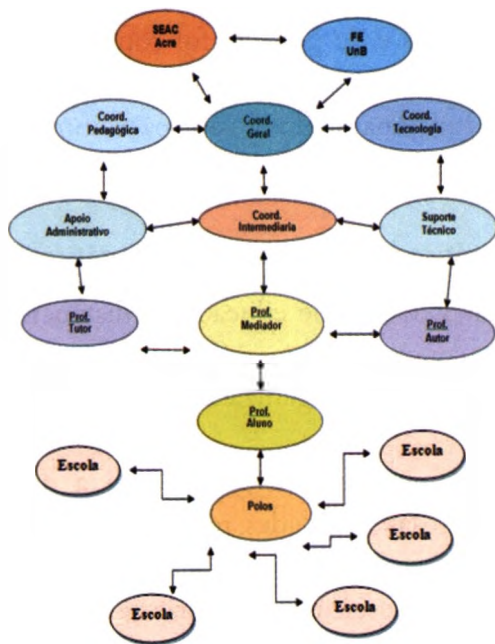 SEAC
Acre
FE
UnB
Coord.
Pedagógica
Coord.
Geral
Coord.
Tecnologia
Apoio
Administrativo
Coord.
Intermediaria
Suporte
Técnico
Prof.
Tutor
Prof.
Mediador
Prof.
Autor
Prof.
Aluno
Escola
Escola
Polos
Escola
Escola
Escola